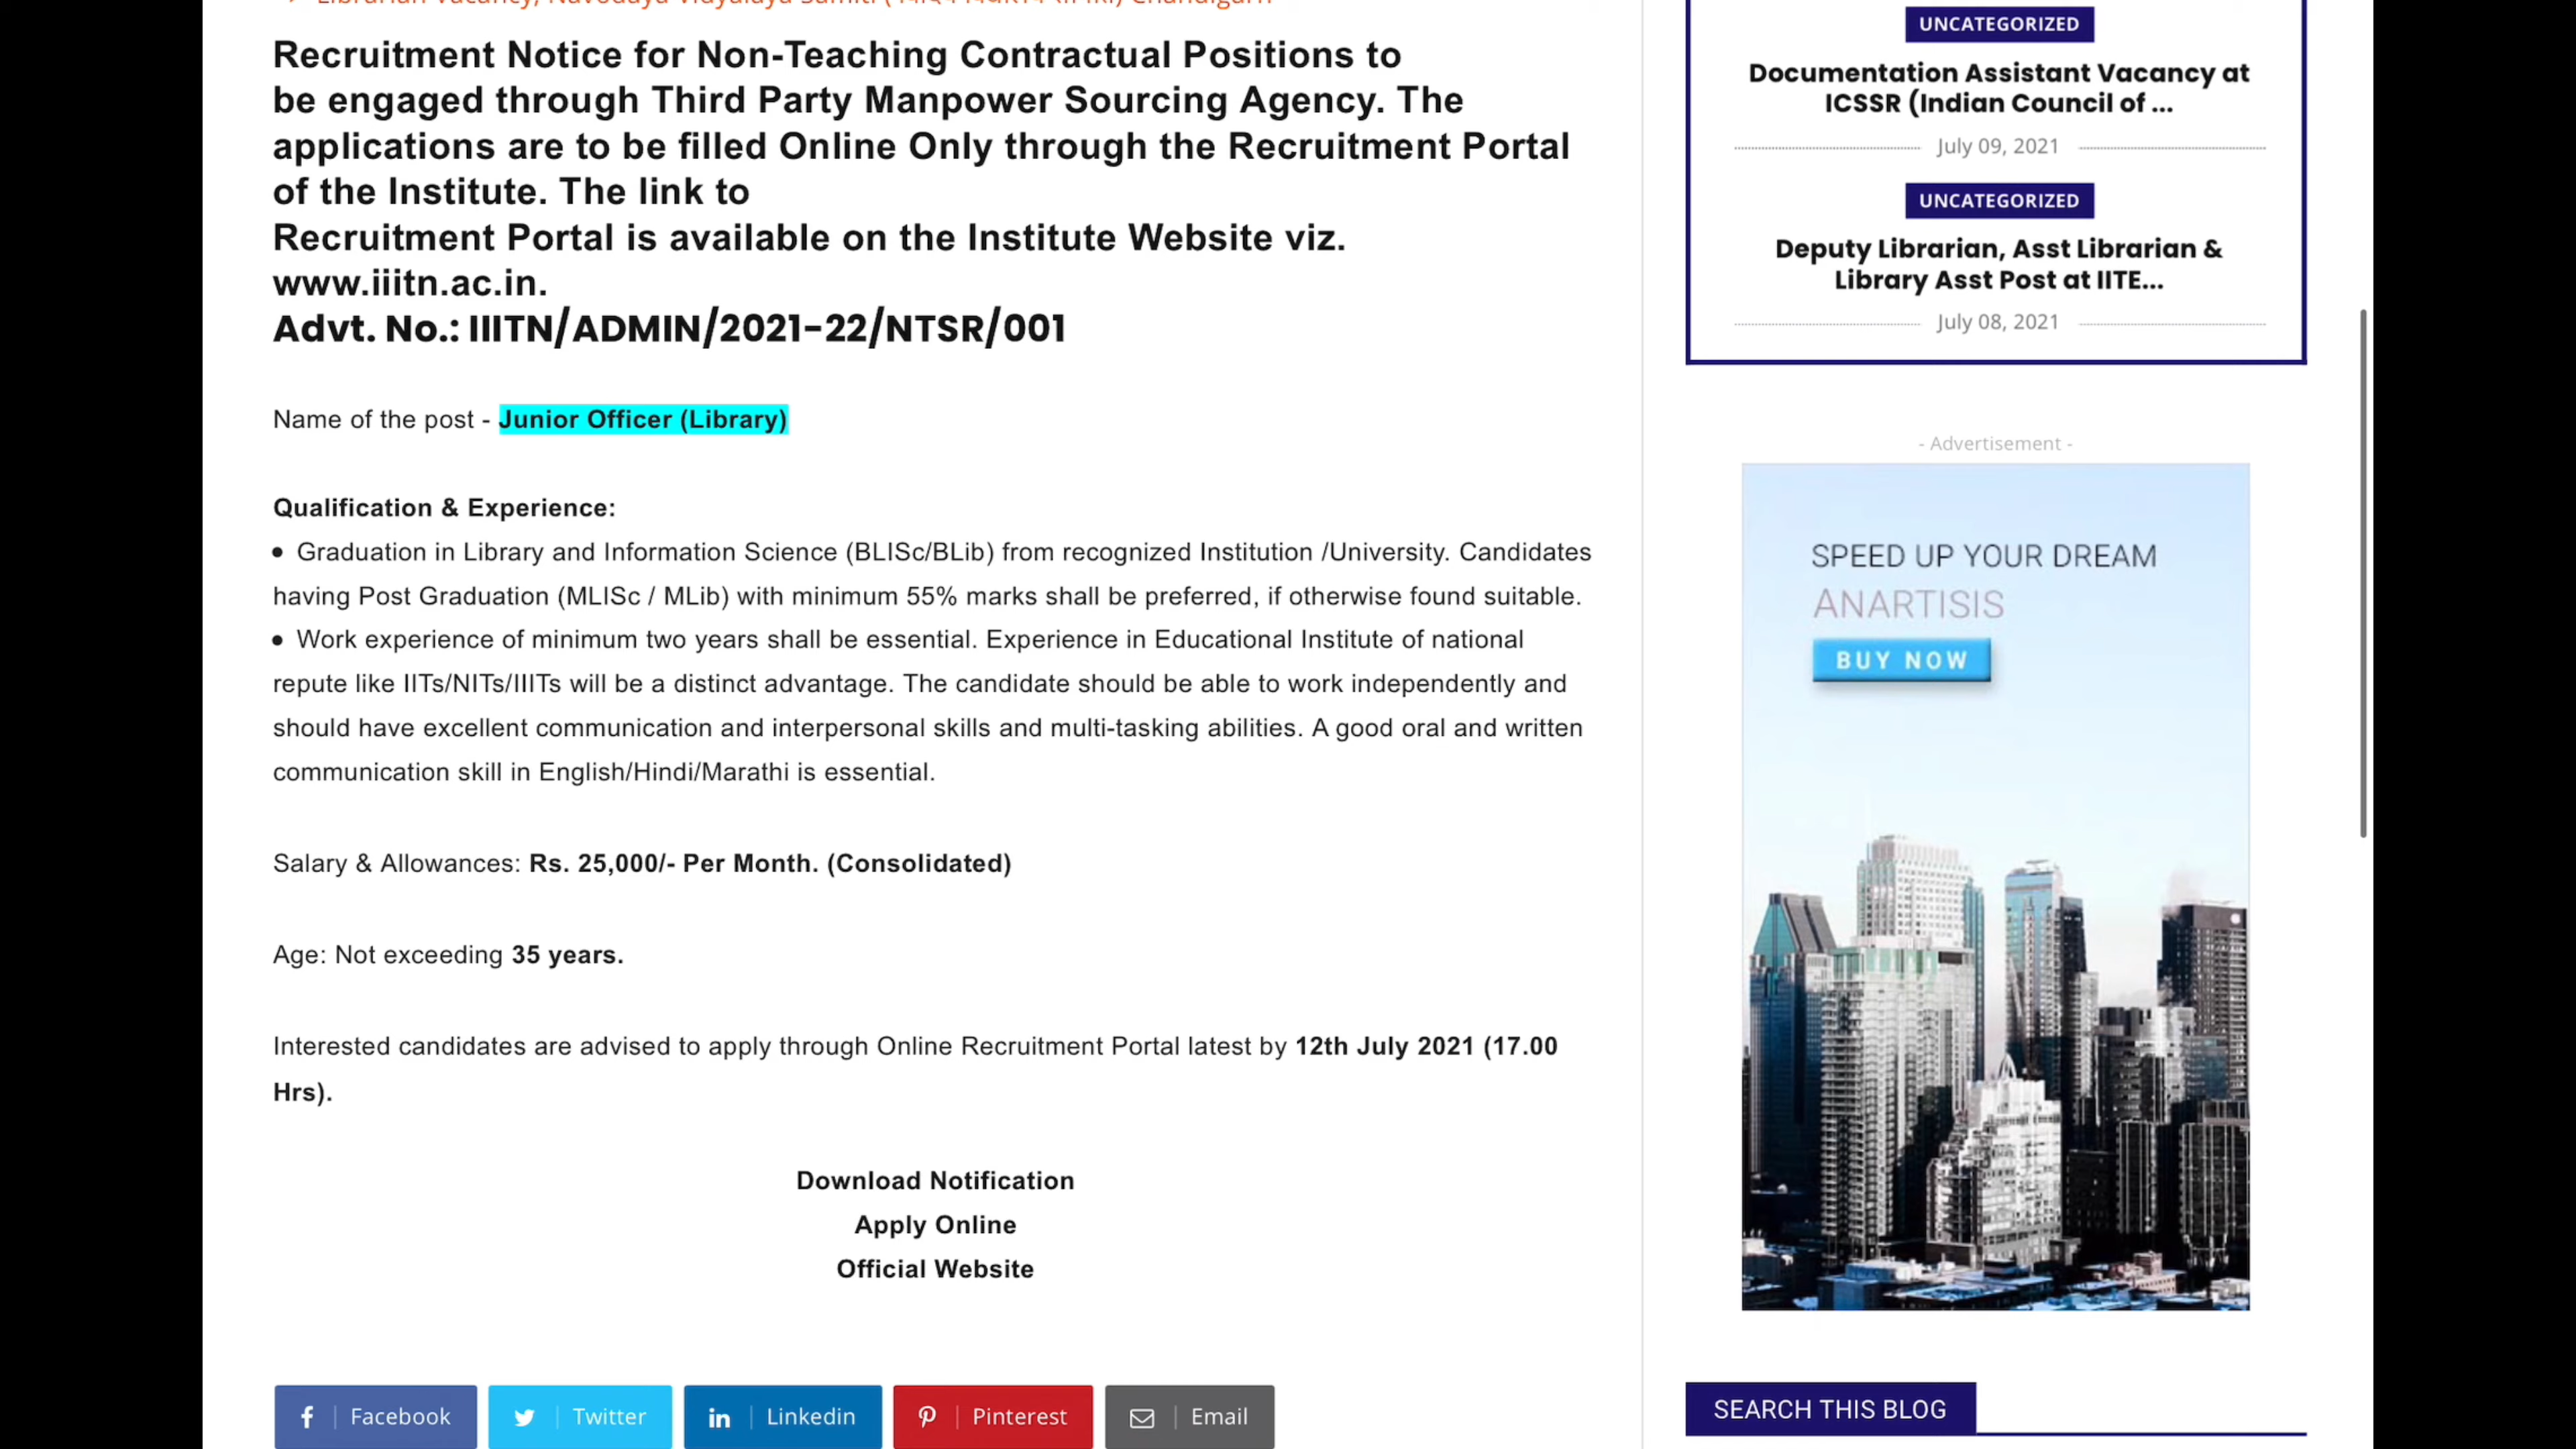 Recruitment Notice for Non-Teaching Contractual Positions to
be engaged through Third Party Manpower Sourcing Agency. The
applications are to be filled Online Only through the Recruitment Portal
of the Institute. The link to
Recruitment Portal is available on the Institute Website viz.
www.iiitn.ac.in.
Advt. No.: IIITN/ADMIN/2021-22/NTSR/001
Name of the post - Junior Officer (Library)
Qualification & Experience:
• Graduation in Library and Information Science (BLISc/BLib) from recognized Institution /University. Candidates
having Post Graduation (MLISc / MLib) with minimum 55% marks shall be preferred, if otherwise found suitable.
• Work experience of minimum two years shall be essential. Experience in Educational Institute of national
repute like IITs/NITs/IIITs will be a distinct advantage. The candidate should be able to work independently and
should have excellent communication and interpersonal skills and multi-tasking abilities. A good oral and written
communication skill in English/Hindi/Marathi is essential.
Salary & Allowances: Rs. 25,000/- Per Month. (Consolidated)
Age: Not exceeding 35 years.
Interested candidates are advised to apply through Online Recruitment Portal latest by 12th July 2021 (17.00
Hrs).
Download Notification
Apply Online
Official Website
Facebook
Twitter
Linkedin
Pinterest
Email
UNCATEGORIZED
Documentation Assistant Vacancy at
ICSSR (Indian Council of ...
July 09, 2021
UNCATEGORIZED
Deputy Librarian, Asst Librarian &
Library Asst Post at IITE...
July 08, 2021
- Advertisement -
SPEED UP YOUR DREAM
ANARTISIS
BUY NOW
SEARCH THIS BLOG